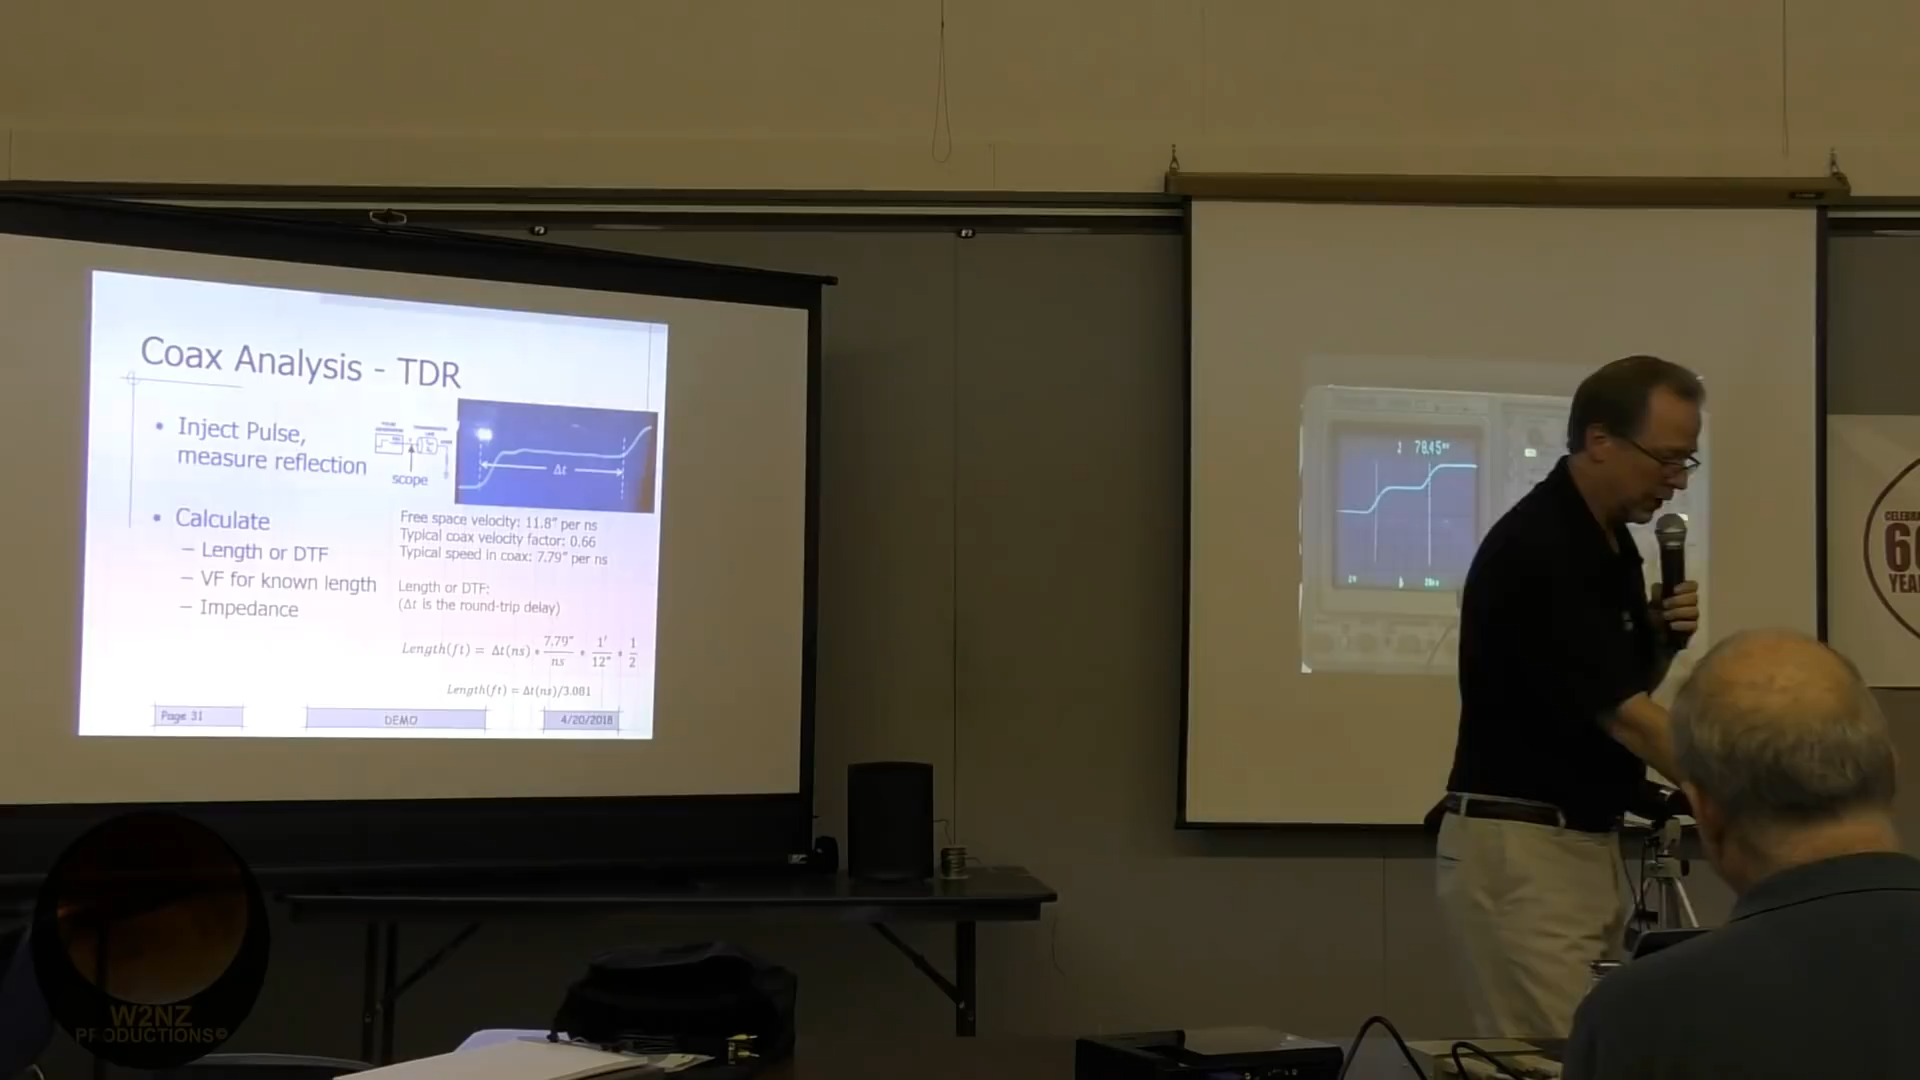 Coax Analysis - TDR
• Inject Pulse,
measure reflection
scope
Δt
• Calculate
– Length or DTF
– VF for known length
– Impedance
Free space velocity: 11.8" per ns
Typical coax velocity factor: 0.66
Typical speed in coax: 7.79" per ns
Length or DTF:
(Δt is the round-trip delay)
Length(ft) = Δt(ns) * 7.79"/ns * 1'/12" * 1/2
Length(ft) = Δt(ns)/3.081
Page 31
DEMO
4/20/2018
78.45
60
W2NZ
PRODUCTIONS©